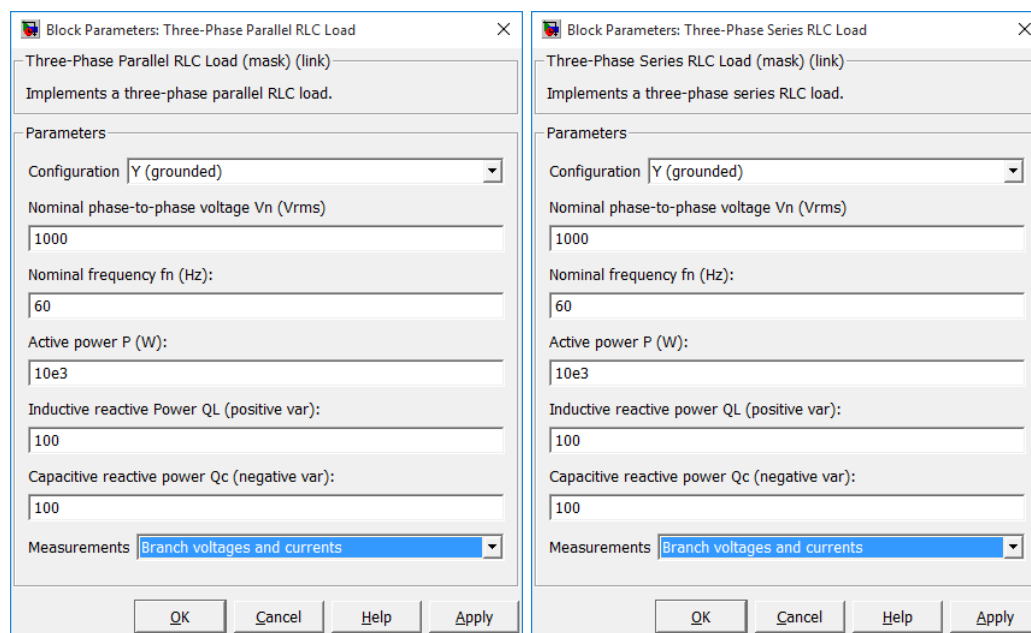 Block Parameters: Three-Phase Parallel RLC Load
Three-Phase Parallel RLC Load (mask) (link)
Implements a three-phase parallel RLC load.
Parameters
Configuration Y (grounded)
Nominal phase-to-phase voltage Vn (Vrms)
1000
Nominal frequency fn (Hz):
60
Active power P (W):
10e3
Inductive reactive Power QL (positive var):
100
Capacitive reactive power Qc (negative var):
100
Measurements Branch voltages and currents
OK Cancel Help Apply
Block Parameters: Three-Phase Series RLC Load
Three-Phase Series RLC Load (mask) (link)
Implements a three-phase series RLC load.
Parameters
Configuration Y (grounded)
Nominal phase-to-phase voltage Vn (Vrms)
1000
Nominal frequency fn (Hz):
60
Active power P (W):
10e3
Inductive reactive power QL (positive var):
100
Capacitive reactive power Qc (negative var):
100
Measurements Branch voltages and currents
OK Cancel Help Apply